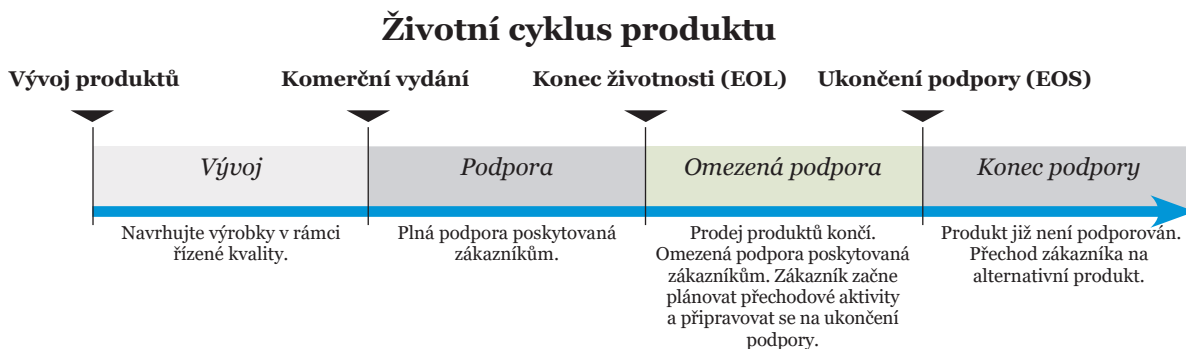 Životní cyklus produktu
Vývoj produktů
Komerční vydání
Konec životnosti (EOL)
Ukončení podpory (EOS)
Vývoj
Podpora
Omezená podpora
Konec podpory
Navrhujte výrobky v rámci
řízené kvality.
Plná podpora poskytovaná
zákazníkům.
Prodej produktů končí.
Omezená podpora poskytovaná
zákazníkům. Zákazník začne
plánovat přechodové aktivity
a připravovat se na ukončení
podpory.
Produkt již není podporován.
Přechod zákazníka na
alternativní produkt.